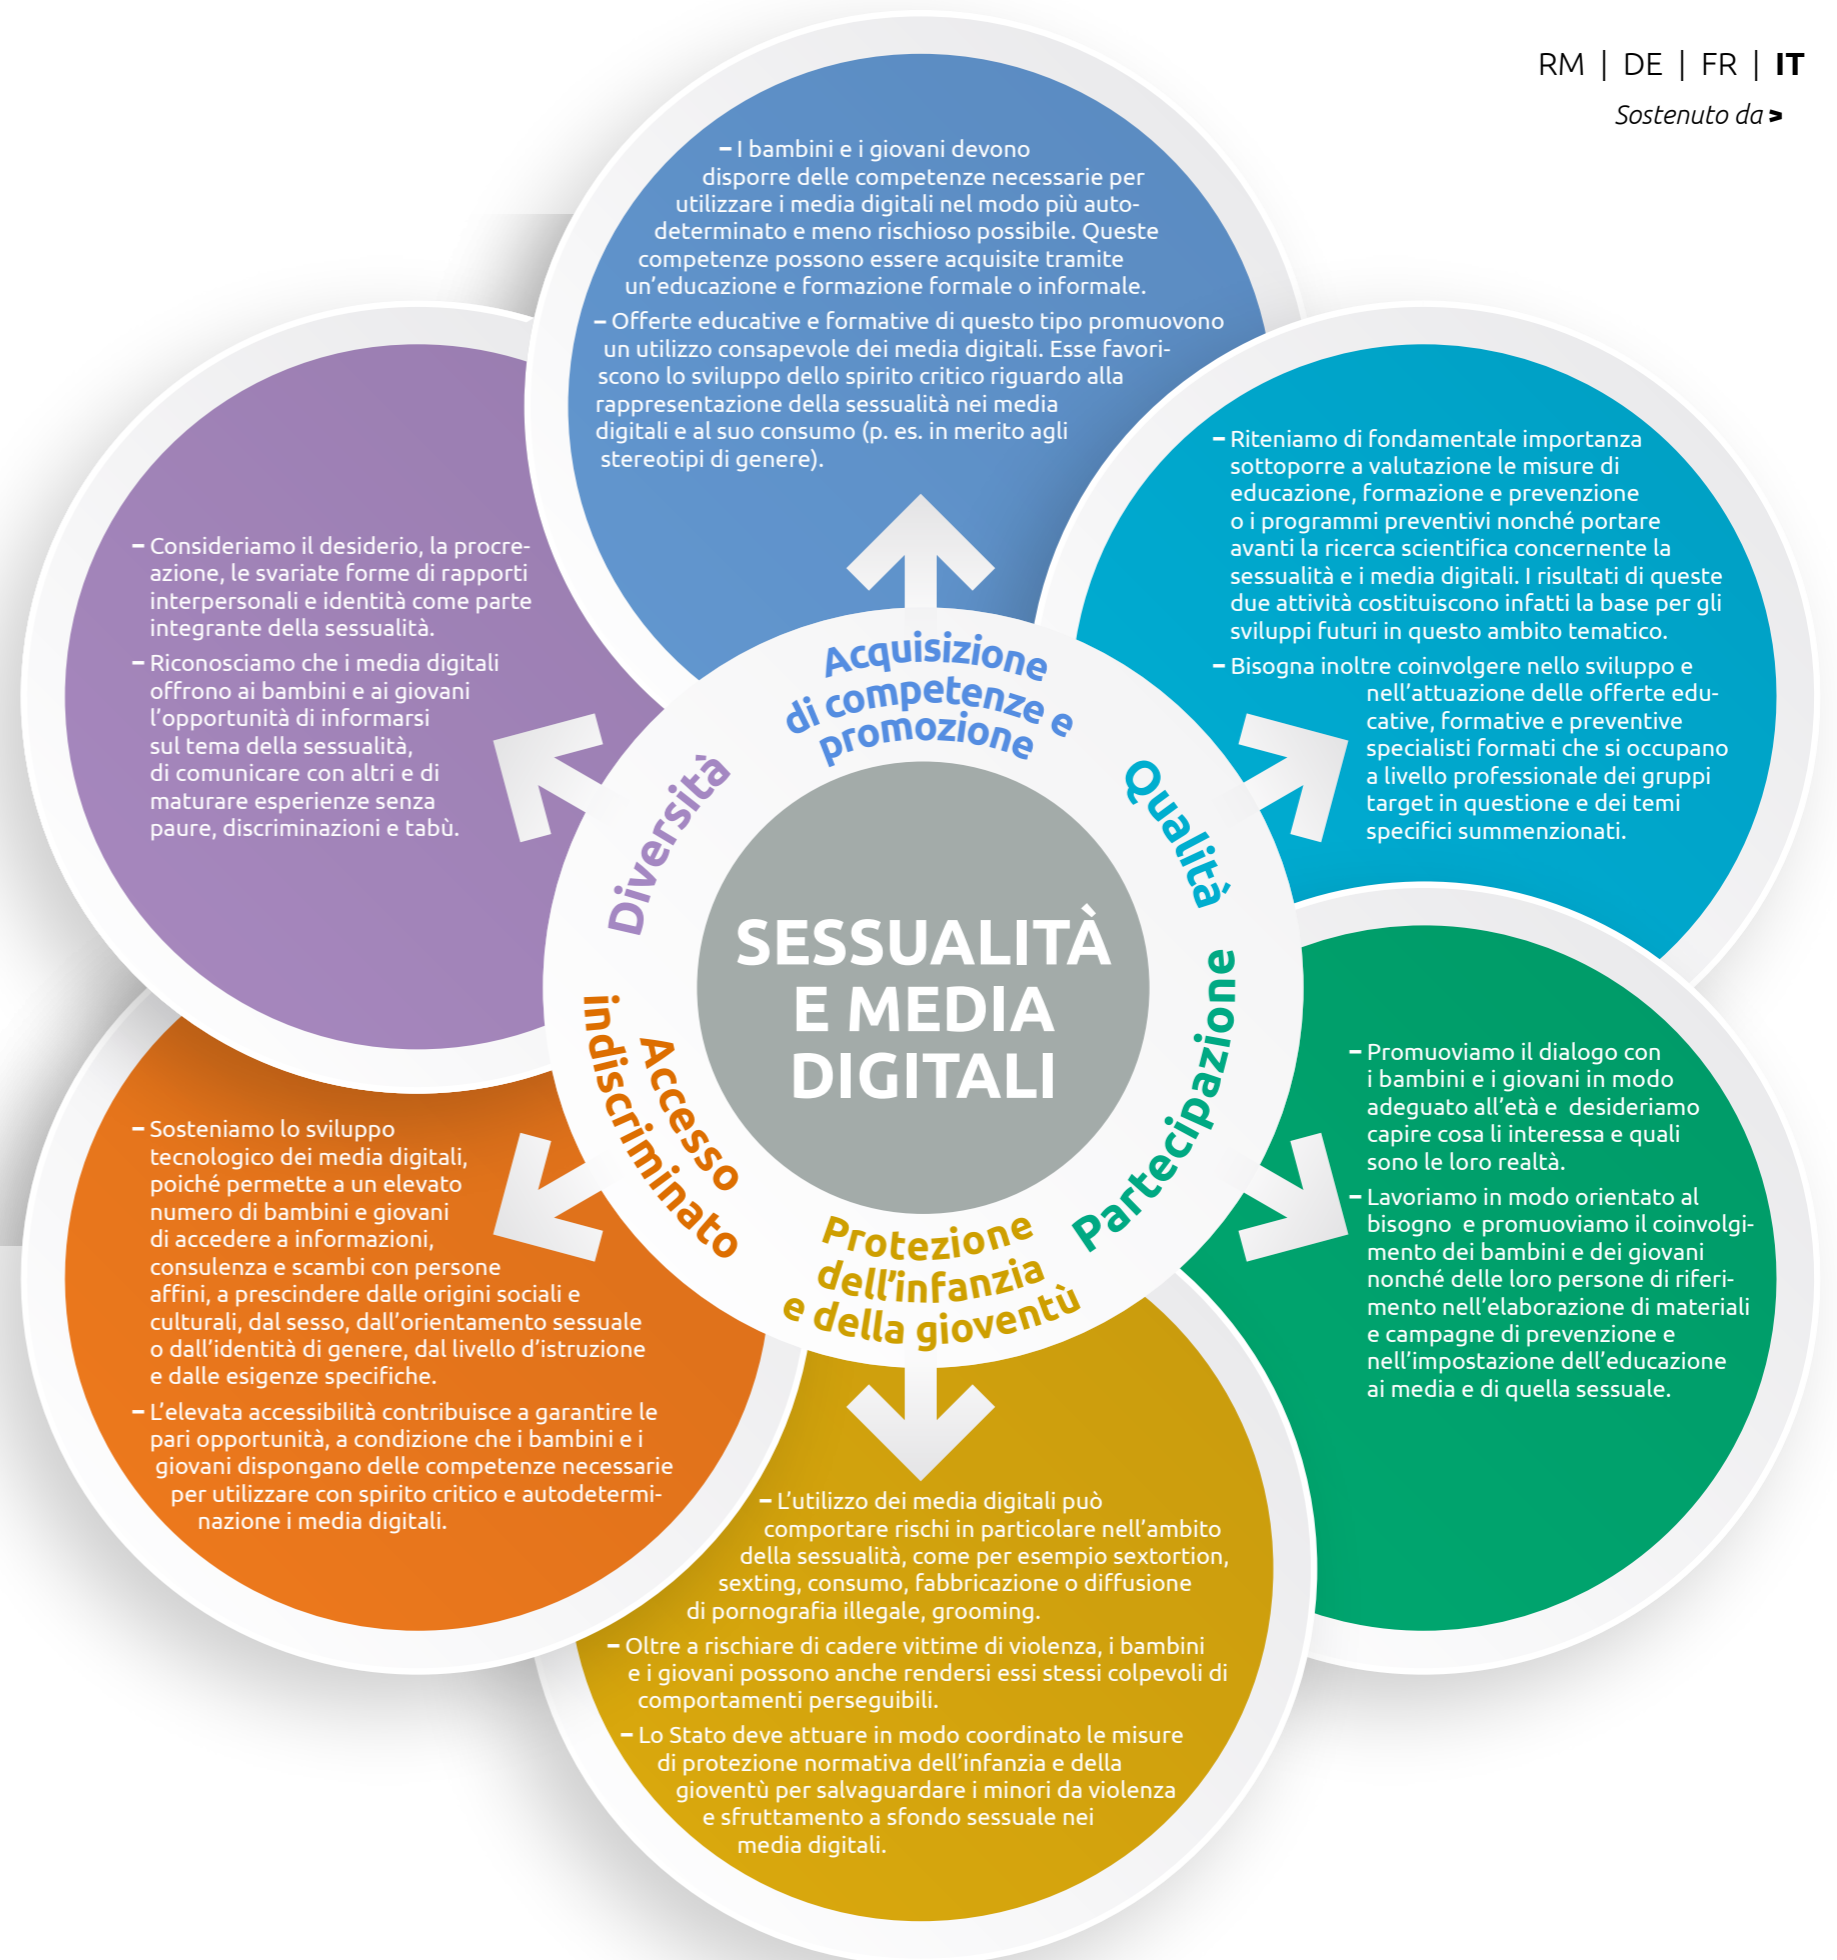 RM | DE | FR | IT
Sostenuto da >
– I bambini e i giovani devono
disporre delle competenze necessarie per
utilizzare i media digitali nel modo più auto-
determinato e meno rischioso possibile. Queste
competenze possono essere acquisite tramite
un’educazione e formazione formale o informale.
– Offerte educative e formative di questo tipo promuovono
un utilizzo consapevole dei media digitali. Esse favori-
scono lo sviluppo dello spirito critico riguardo alla
rappresentazione della sessualità nei media
digitali e al suo consumo (p. es. in merito agli
stereotipi di genere).
– Riteniamo di fondamentale importanza
sottoporre a valutazione le misure di
educazione, formazione e prevenzione
o i programmi preventivi nonché portare
avanti la ricerca scientifica concernente la
sessualità e i media digitali. I risultati di queste
due attività costituiscono infatti la base per gli
sviluppi futuri in questo ambito tematico.
– Bisogna inoltre coinvolgere nello sviluppo e
nell’attuazione delle offerte edu-
cative, formative e preventive
specialisti formati che si occupano
a livello professionale dei gruppi
target in questione e dei temi
specifici summenzionati.
– Consideriamo il desiderio, la procre-
azione, le svariate forme di rapporti
interpersonali e identità come parte
integrante della sessualità.
– Riconosciamo che i media digitali
offrono ai bambini e ai giovani
l’opportunità di informarsi
sul tema della sessualità,
di comunicare con altri e di
maturare esperienze senza
paure, discriminazioni e tabù.
Acquisizione
di competenze e
promozione
Diversità
Qualità
SESSUALITÀ
E MEDIA
DIGITALI
Accesso
indiscriminato
Partecipazione
Protezione
dell’infanzia
e della gioventù
– Promuoviamo il dialogo con
i bambini e i giovani in modo
adeguato all’età e desideriamo
capire cosa li interessa e quali
sono le loro realtà.
– Lavoriamo in modo orientato al
bisogno e promuoviamo il coinvolgi-
mento dei bambini e dei giovani
nonché delle loro persone di riferi-
mento nell’elaborazione di materiali
e campagne di prevenzione e
nell’impostazione dell’educazione
ai media e di quella sessuale.
– Sosteniamo lo sviluppo
tecnologico dei media digitali,
poiché permette a un elevato
numero di bambini e giovani
di accedere a informazioni,
consulenza e scambi con persone
affini, a prescindere dalle origini sociali e
culturali, dal sesso, dall’orientamento sessuale
o dall’identità di genere, dal livello d’istruzione
e dalle esigenze specifiche.
– L’elevata accessibilità contribuisce a garantire le
pari opportunità, a condizione che i bambini e i
giovani dispongano delle competenze necessarie
per utilizzare con spirito critico e autodetermi-
nazione i media digitali.
– L’utilizzo dei media digitali può
comportare rischi in particolare nell’ambito
della sessualità, come per esempio sextortion,
sexting, consumo, fabbricazione o diffusione
di pornografia illegale, grooming.
– Oltre a rischiare di cadere vittime di violenza, i bambini
e i giovani possono anche rendersi essi stessi colpevoli di
comportamenti perseguibili.
– Lo Stato deve attuare in modo coordinato le misure
di protezione normativa dell’infanzia e della
gioventù per salvaguardare i minori da violenza
e sfruttamento a sfondo sessuale nei
media digitali.